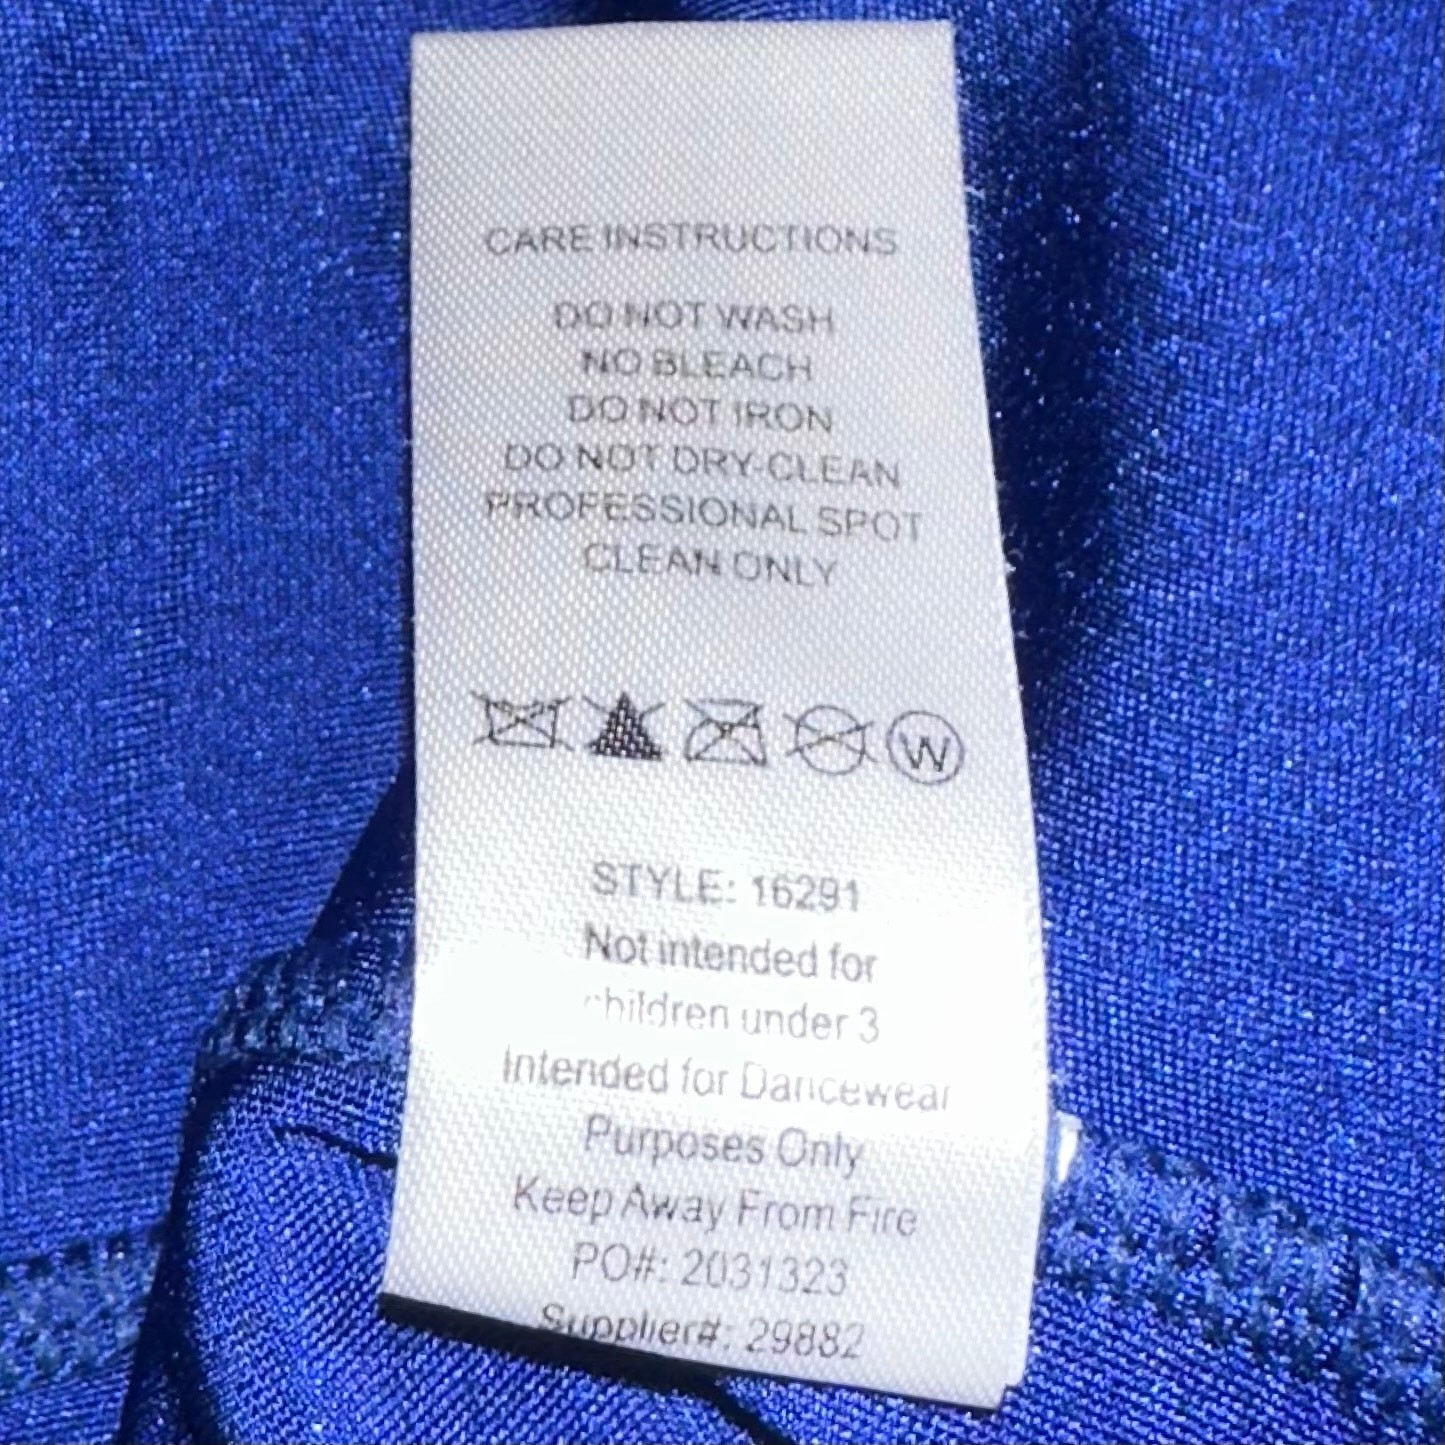 CARE INSTRUCTIONS
DO NOT WASH
NO BLEACH
DO NOT IRON
DO NOT DRY-CLEAN
PROFESSIONAL SPOT
CLEAN ONLY
W
STYLE: 16291
Not intended for
children under 3
Intended for Dancewear
Purposes Only
Keep Away From Fire
PO#: 2031323
Supplier#: 29882